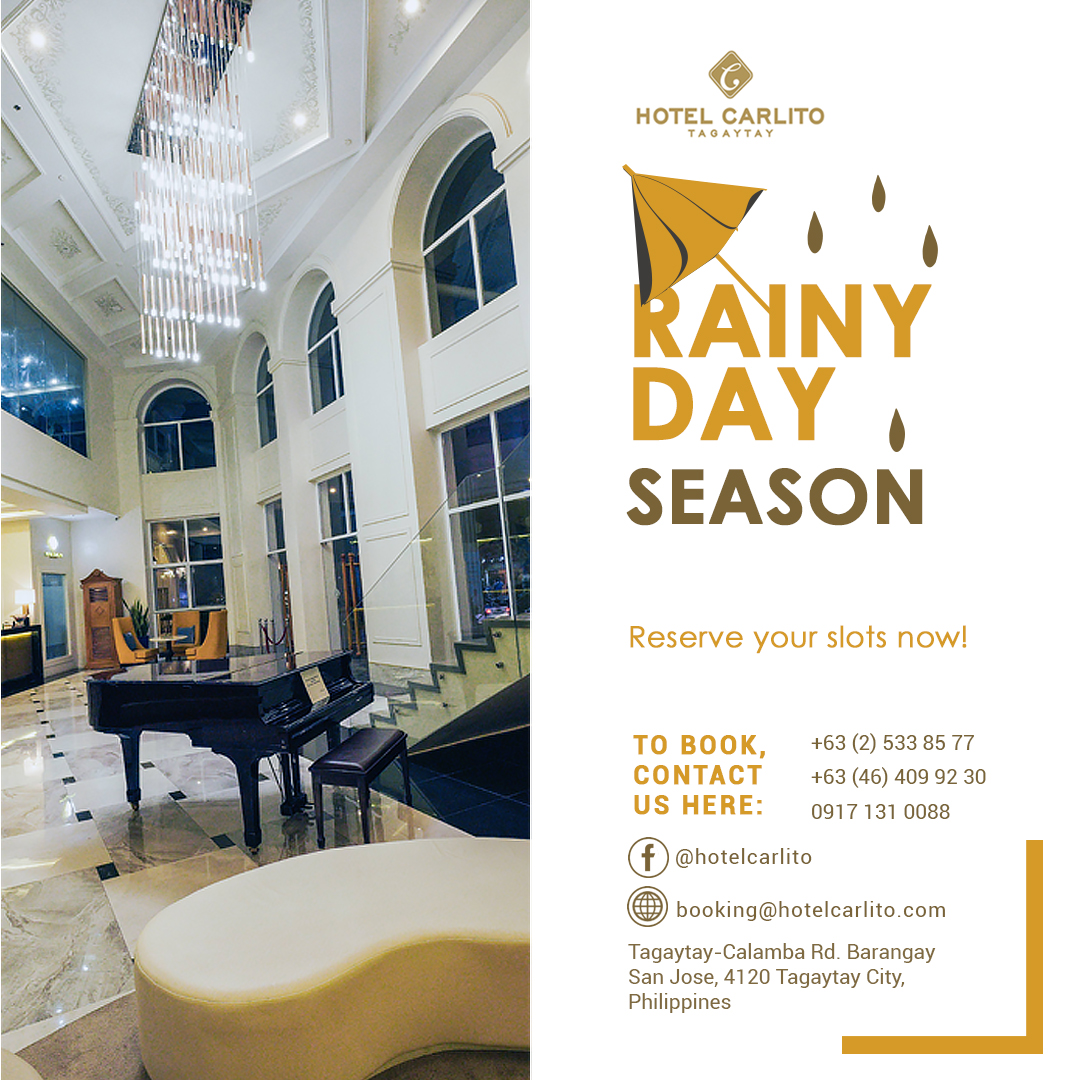 HOTEL CARLITO
TAGAYTAY
RAINY
DAY
SEASON
Reserve your slots now!
TO BOOK,
CONTACT
US HERE:
+63 (2) 533 85 77
+63 (46) 409 92 30
0917 131 0088
@hotelcarlito
booking@hotelcarlito.com
Tagaytay-Calamba Rd. Barangay
San Jose, 4120 Tagaytay City,
Philippines